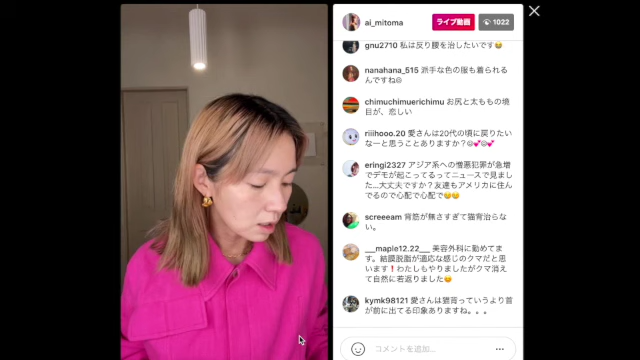 ai_mitoma
ライブ動画
1022
gnu2710 私は反り腰を治したいです😂
nanahana_515 派手な色の服も着られる
んですね☺
chimuchimuerichimu お尻と太ももの境
目が、恋しい
riiihooo.20 愛さんは20代の頃に戻りたい
なーと思うことありますか？☺💕☺💕
eringi2327 アジア系への憎悪犯罪が急増
でデモが起こってるってニュースで見まし
た…大丈夫ですか？友達もアメリカに住ん
でるので心配で心配で😢😢
screeeam 背筋が無さすぎて猫背治らな
い。
___maple12.22__ 美容外科に勤めてま
す。結膜脱脂が適応な感じのクマだと思
います❗わたしもやりましたがクマ消え
て自然に若返りました😊
kymk98121 愛さんは猫背っていうより首
が前に出てる印象ありますね。。。
コメントを追加...